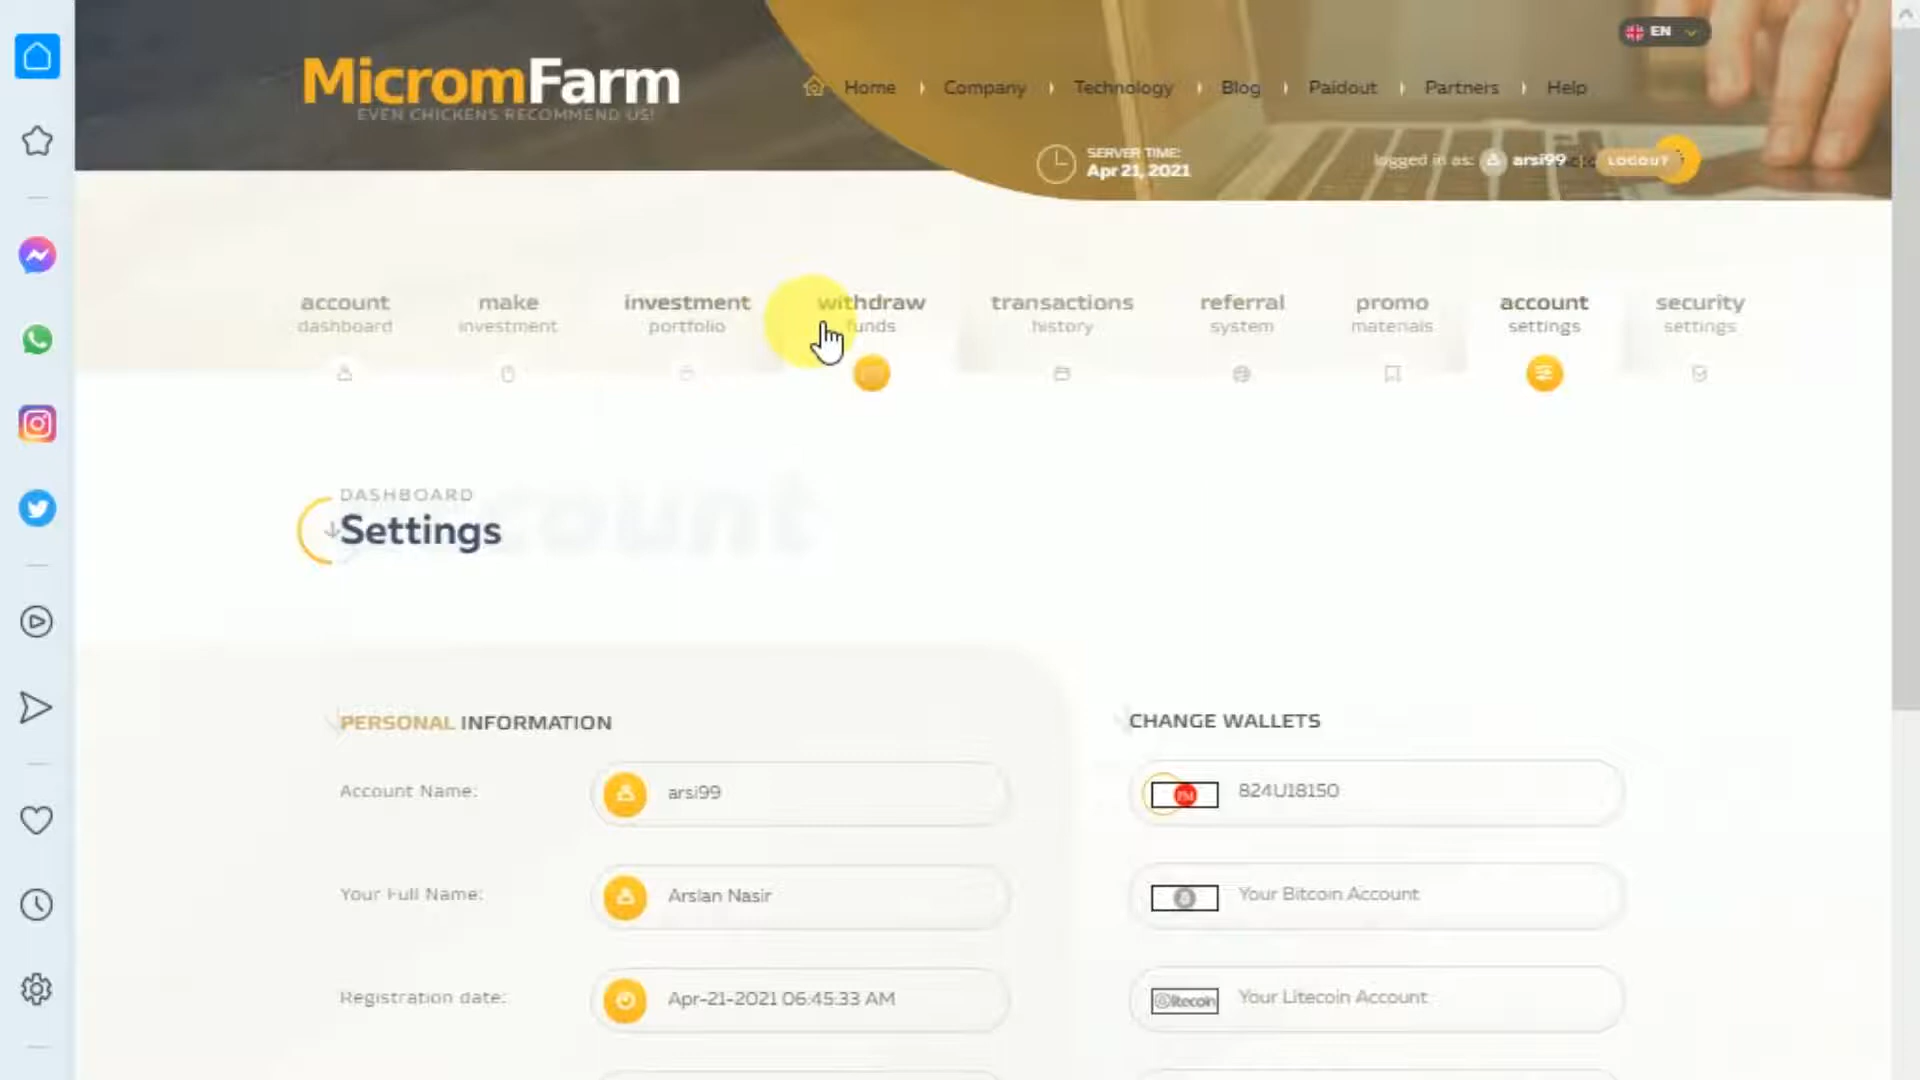 EN
MicromFarm
EVEN CHICKENS RECOMMEND US!
Home
Company
Technology
Blog
Paidout
Partners
Help
SERVER TIME:
Apr 21, 2021
logged in as:
arsi99
LOGOUT
account
dashboard
make
investment
investment
portfolio
withdraw
funds
transactions
history
referral
system
promo
materials
account
settings
security
settings
DASHBOARD
Settings
PERSONAL INFORMATION
Account Name:
arsi99
Your Full Name:
Arslan Nasir
Registration date:
Apr-21-2021 06:45:33 AM
CHANGE WALLETS
PM
824U18150
Your Bitcoin Account
litecoin
Your Litecoin Account